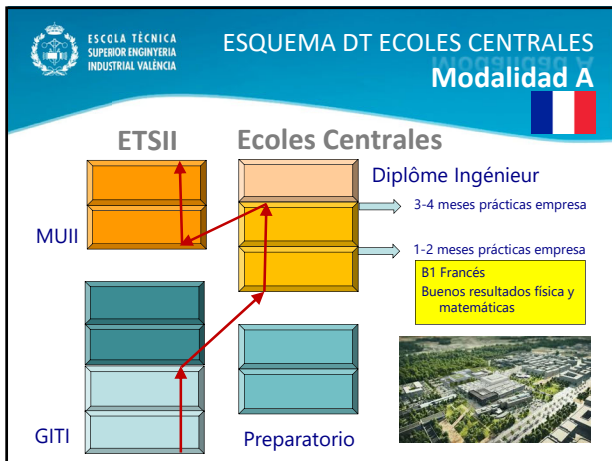 ESCOLA TÈCNICA
SUPERIOR ENGINYERIA
INDUSTRIAL VALÈNCIA
ESQUEMA DT ECOLES CENTRALES
Modalidad A
ETSII
Ecoles Centrales
Diplôme Ingénieur
3-4 meses prácticas empresa
MUII
1-2 meses prácticas empresa
B1 Francés
Buenos resultados física y
matemáticas
GITI
Preparatorio